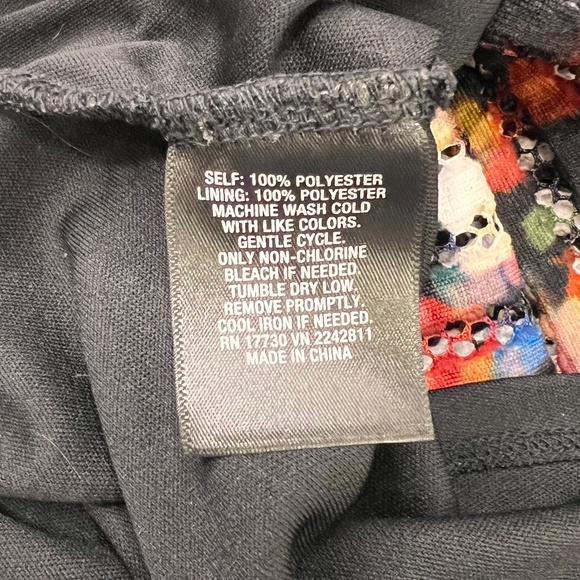 SELF: 100% POLYESTER
LINING: 100% POLYESTER
MACHINE WASH COLD
WITH LIKE COLORS.
GENTLE CYCLE.
ONLY NON-CHLORINE
BLEACH IF NEEDED.
TUMBLE DRY LOW.
REMOVE PROMPTLY.
COOL IRON IF NEEDED.
RN 17730 VN 2242811
MADE IN CHINA